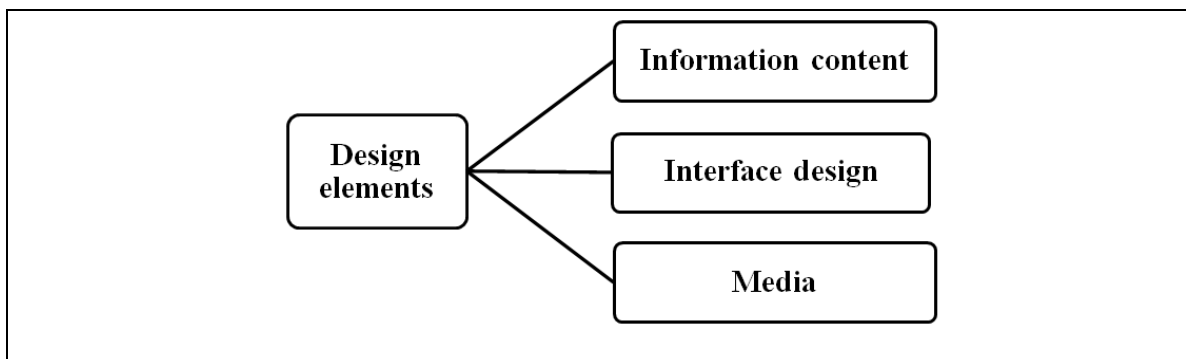 Information content
Design
elements
Interface design
Media